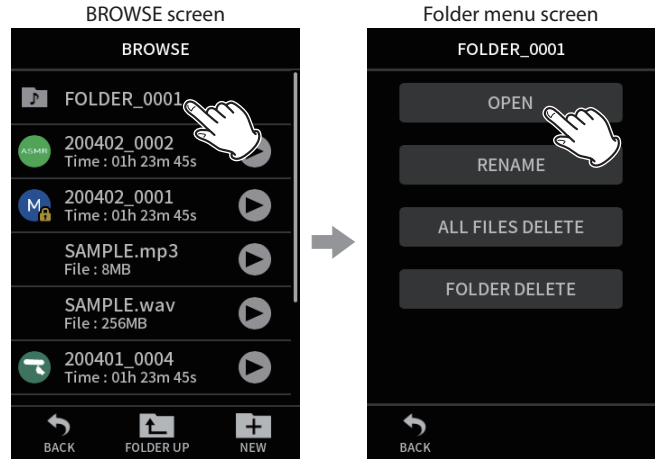 BROWSE screen
BROWSE
FOLDER_0001
ASMR
200402_0002
Time : 01h 23m 45s
M
200402_0001
Time : 01h 23m 45s
SAMPLE.mp3
File : 8MB
SAMPLE.wav
File : 256MB
200401_0004
Time : 01h 23m 45s
BACK
FOLDER UP
NEW
Folder menu screen
FOLDER_0001
OPEN
RENAME
ALL FILES DELETE
FOLDER DELETE
BACK